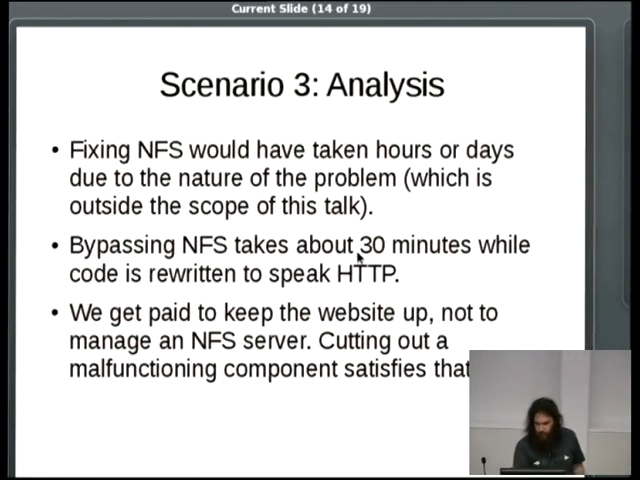 Current Slide (14 of 19)
Scenario 3: Analysis
• Fixing NFS would have taken hours or days
due to the nature of the problem (which is
outside the scope of this talk).
• Bypassing NFS takes about 30 minutes while
code is rewritten to speak HTTP.
• We get paid to keep the website up, not to
manage an NFS server. Cutting out a
malfunctioning component satisfies that